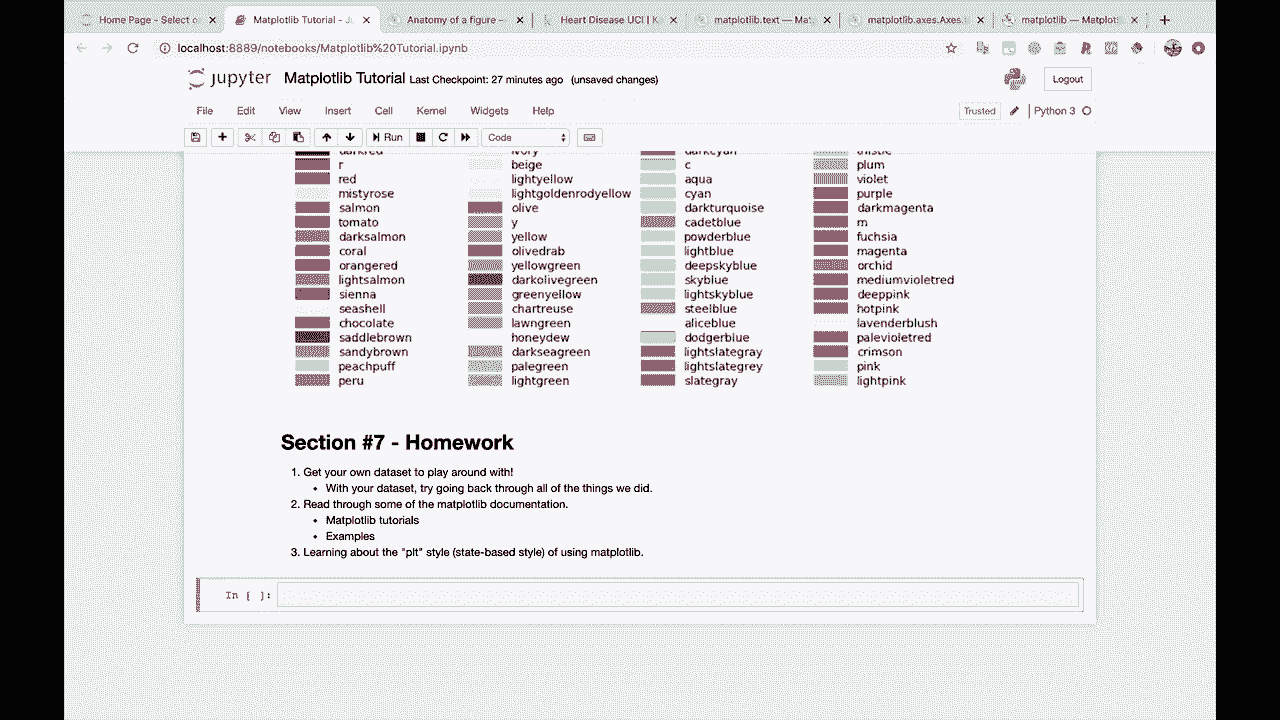 Home Page - Select o
Matplotlib Tutorial - Ju
Anatomy of a figure —
Heart Disease UCI | K
matplotlib.text — Mat
matplotlib.axes.Axes.
matplotlib — Matplotl
localhost:8889/notebooks/Matplotlib%20Tutorial.ipynb
jupyter Matplotlib Tutorial Last Checkpoint: 27 minutes ago (unsaved changes)
Logout
File Edit View Insert Cell Kernel Widgets Help
Trusted Python 3
Run Code
darkred ivory darkcyan thistle
r beige c plum
red lightyellow aqua violet
mistyrose lightgoldenrodyellow cyan purple
salmon olive darkturquoise darkmagenta
tomato y cadetblue m
darksalmon yellow powderblue fuchsia
coral olivedrab lightblue magenta
orangered yellowgreen deepskyblue orchid
lightsalmon darkolivegreen skyblue mediumvioletred
sienna greenyellow lightskyblue deeppink
seashell chartreuse steelblue hotpink
chocolate lawngreen aliceblue lavenderblush
saddlebrown honeydew dodgerblue palevioletred
sandybrown darkseagreen lightslategray crimson
peachpuff palegreen lightslategrey pink
peru lightgreen slategray lightpink
Section #7 - Homework
1. Get your own dataset to play around with!
• With your dataset, try going back through all of the things we did.
2. Read through some of the matplotlib documentation.
• Matplotlib tutorials
• Examples
3. Learning about the "plt" style (state-based style) of using matplotlib.
In [ ]: